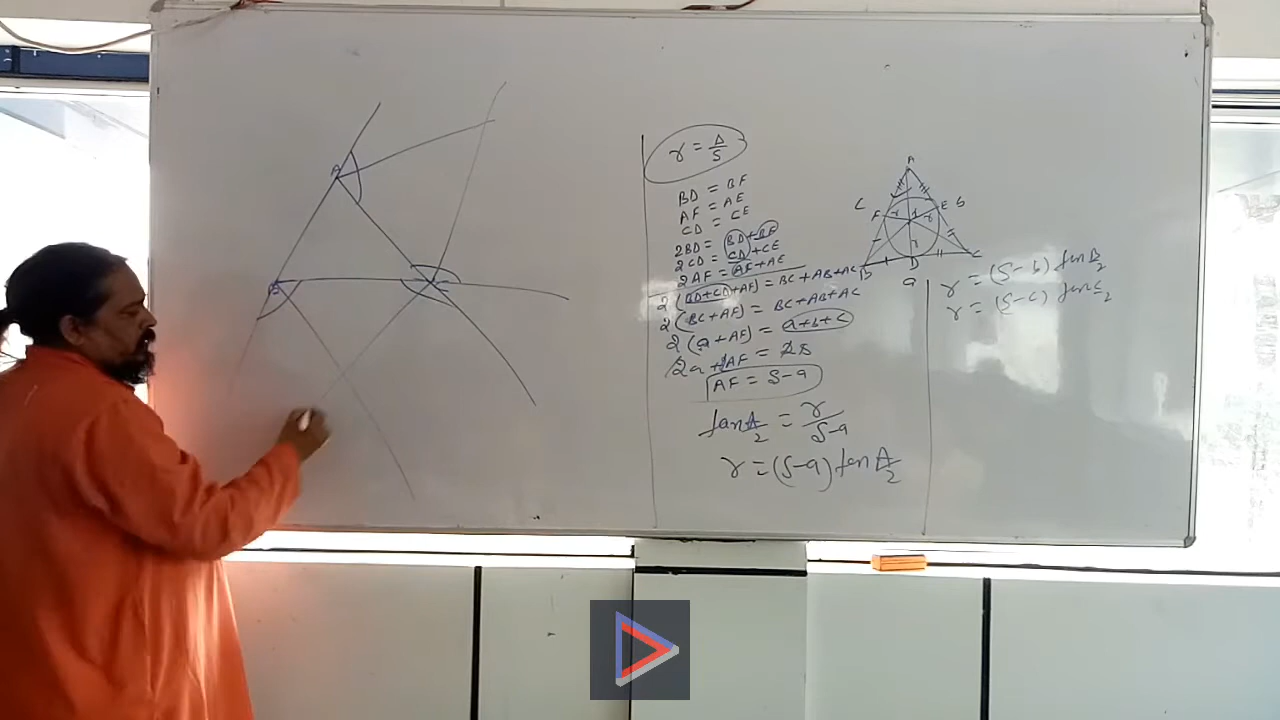 A
B
C
r = Δ/S
BD = BF
AF = AE
CD = CE
2BD = BD + BF
2CD = CD + CE
2AF = AF + AE
2(BD+CD+AF) = BC + AB + AC
2(BC + AF) = BC + AB + AC
2(a + AF) = a+b+c
2a + 2AF = 2S
AF = S-a
tan A/2 = r/S-a
r = (S-a) tan A/2
A
C F r r r E b
r
B D C
a
r = (S-b) tan B/2
r = (S-c) tan C/2